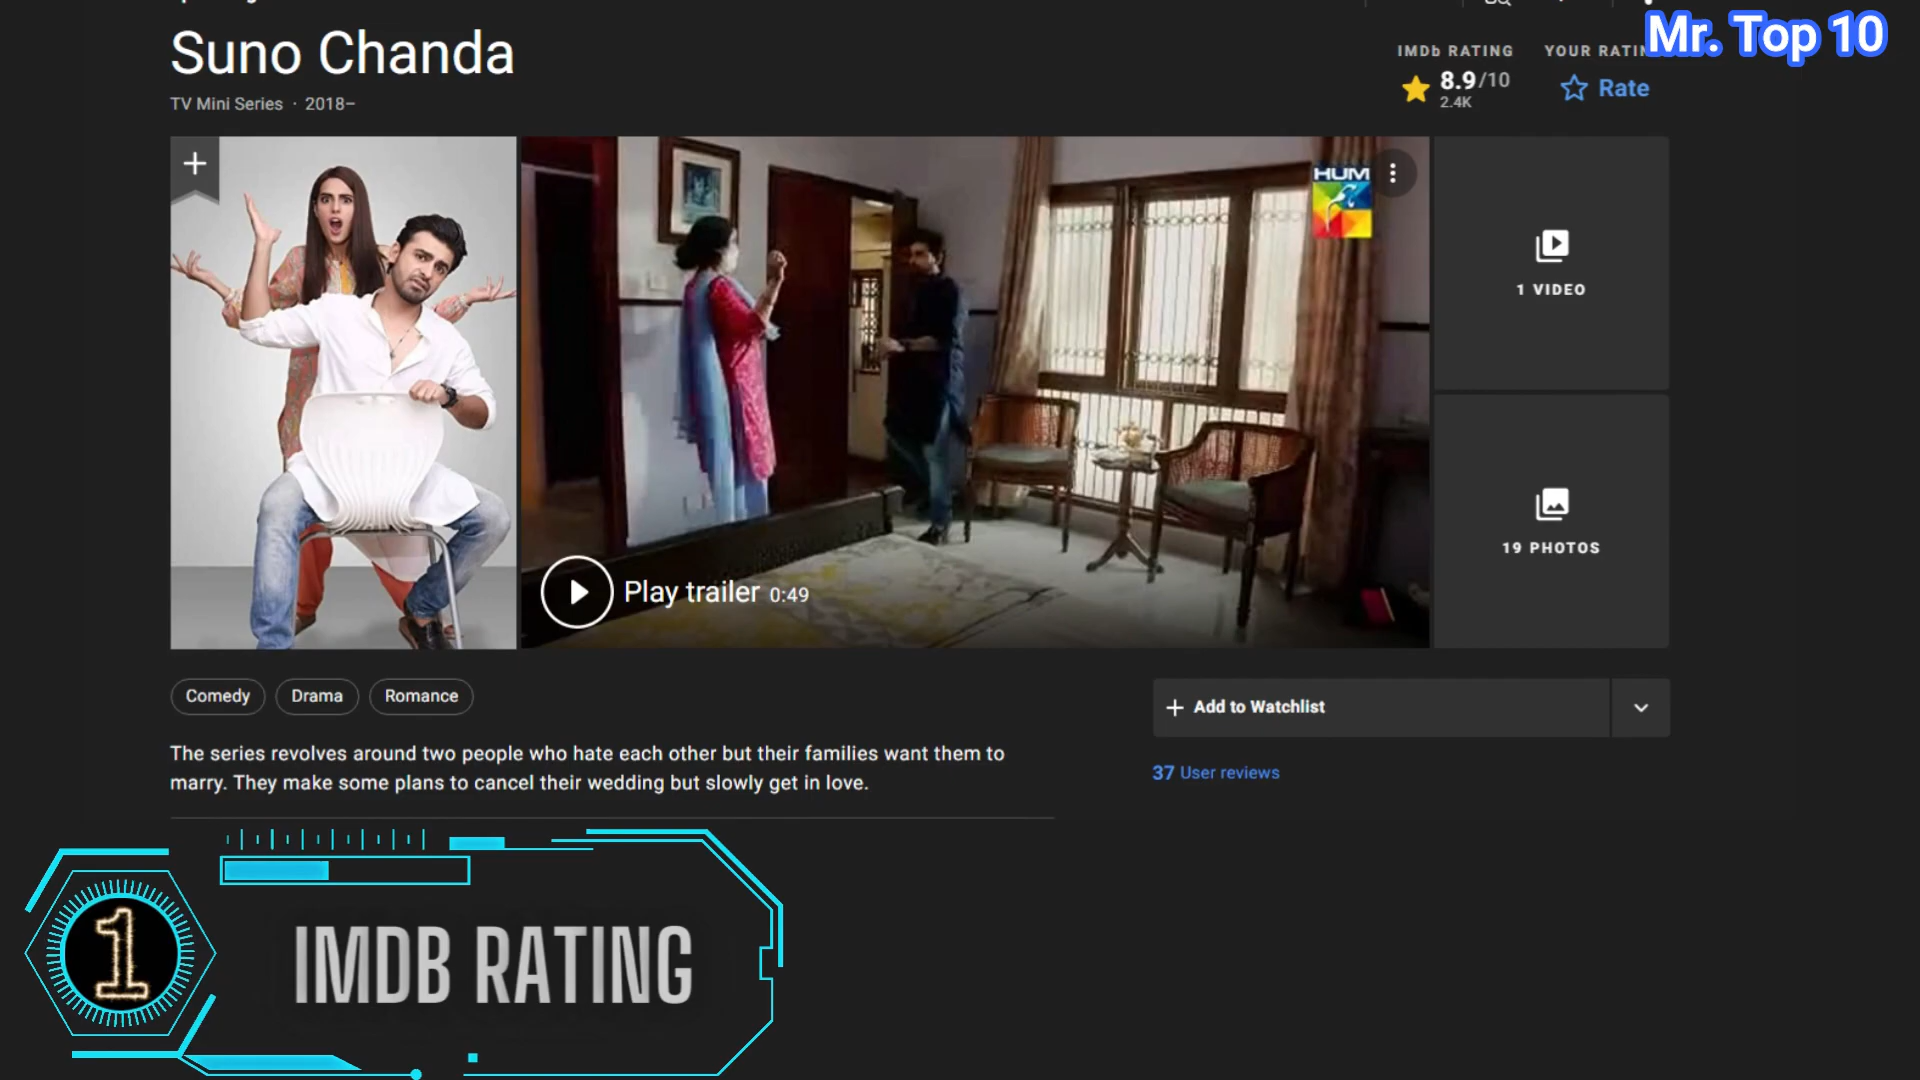 Mr. Top 10
Suno Chanda
TV Mini Series · 2018–
IMDb RATING
8.9/10
2.4K
YOUR RATIN
Rate
HUM
1 VIDEO
19 PHOTOS
Play trailer 0:49
Comedy
Drama
Romance
Add to Watchlist
The series revolves around two people who hate each other but their families want them to
marry. They make some plans to cancel their wedding but slowly get in love.
37 User reviews
1
IMDB RATING